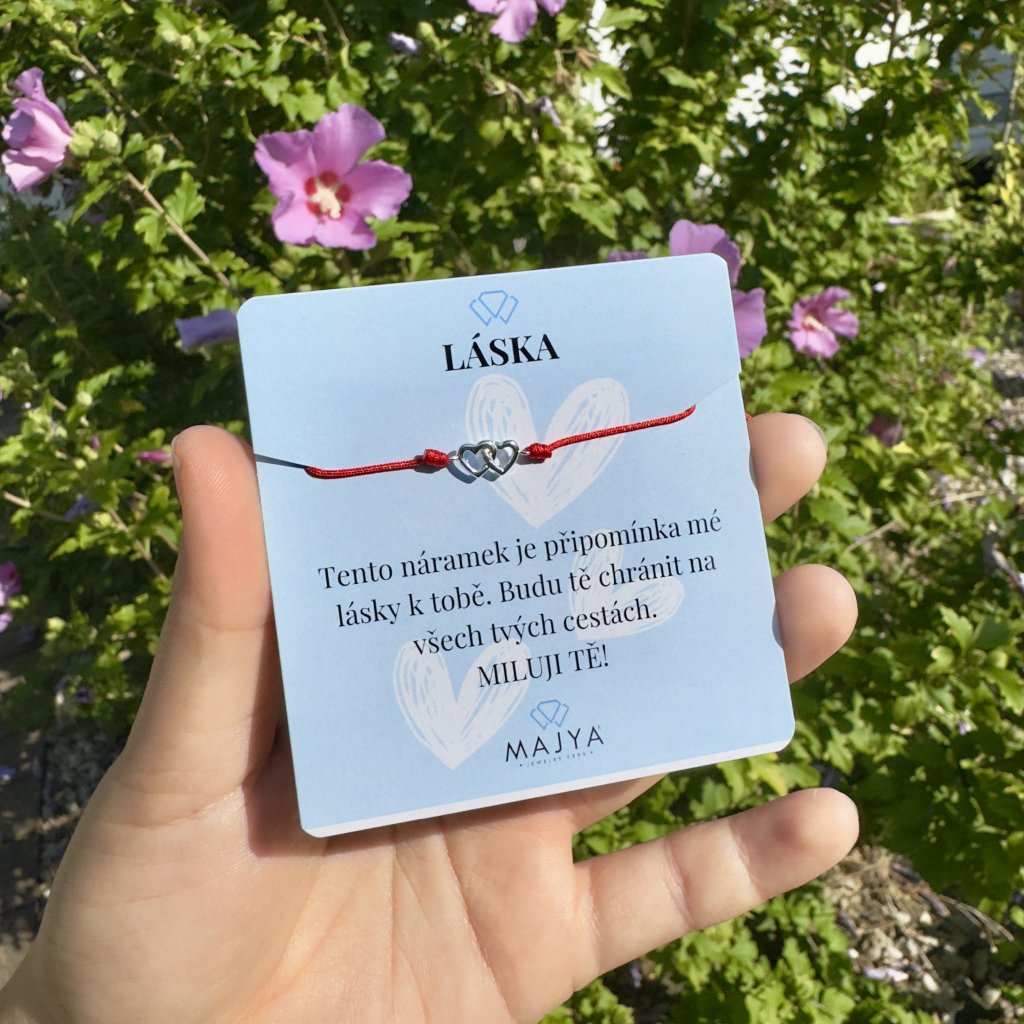 LÁSKA
Tento náramek je připomínka mé
lásky k tobě. Budu tě chránit na
všech tvých cestách.
MILUJI TĚ!
MAJYA